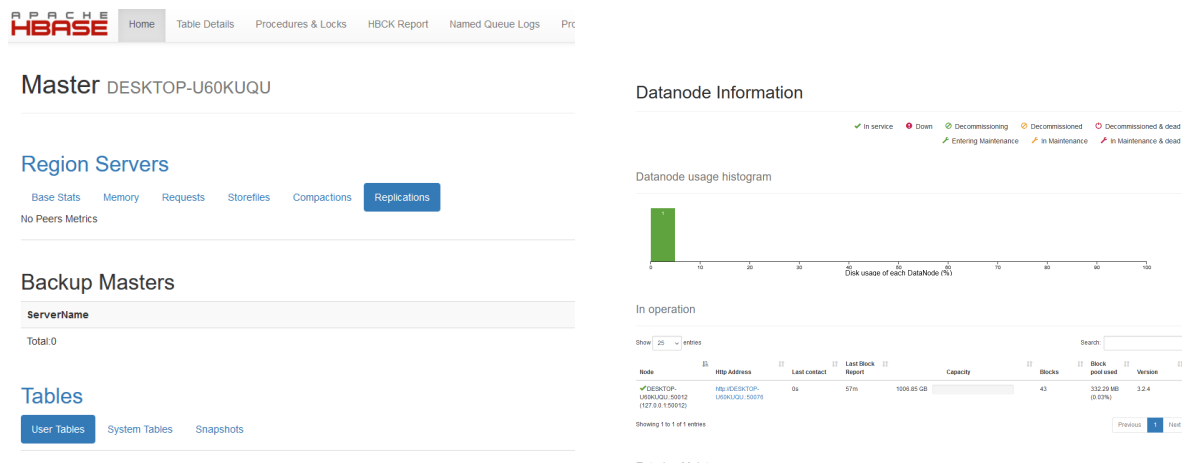 APACHE
HBASE
Home Table Details Procedures & Locks HBCK Report Named Queue Logs
Master DESKTOP-U60KUQU
Region Servers
Base Stats Memory Requests Storefiles Compactions Replications
No Peers Metrics
Backup Masters
ServerName
Total:0
Tables
User Tables System Tables Snapshots
Datanode Information
In service Down Decommissioning Decommissioned Decommissioned & dead
Entering Maintenance In Maintenance In Maintenance & dead
Datanode usage histogram
1
0 10 20 30 40 50 60 70 80 90 100
Disk usage of each DataNode (%)
In operation
Show 25 entries Search:
Node Http Address Last contact Last Block Report Capacity Blocks Block pool used Version
DESKTOP-U60KUQU.:50012 (127.0.0.1:50012) http://DESKTOP-U60KUQU.:50076 0s 57m 1006.85 GB 43 332.29 MB (0.03%) 3.2.4
Showing 1 to 1 of 1 entries
Previous 1 Next